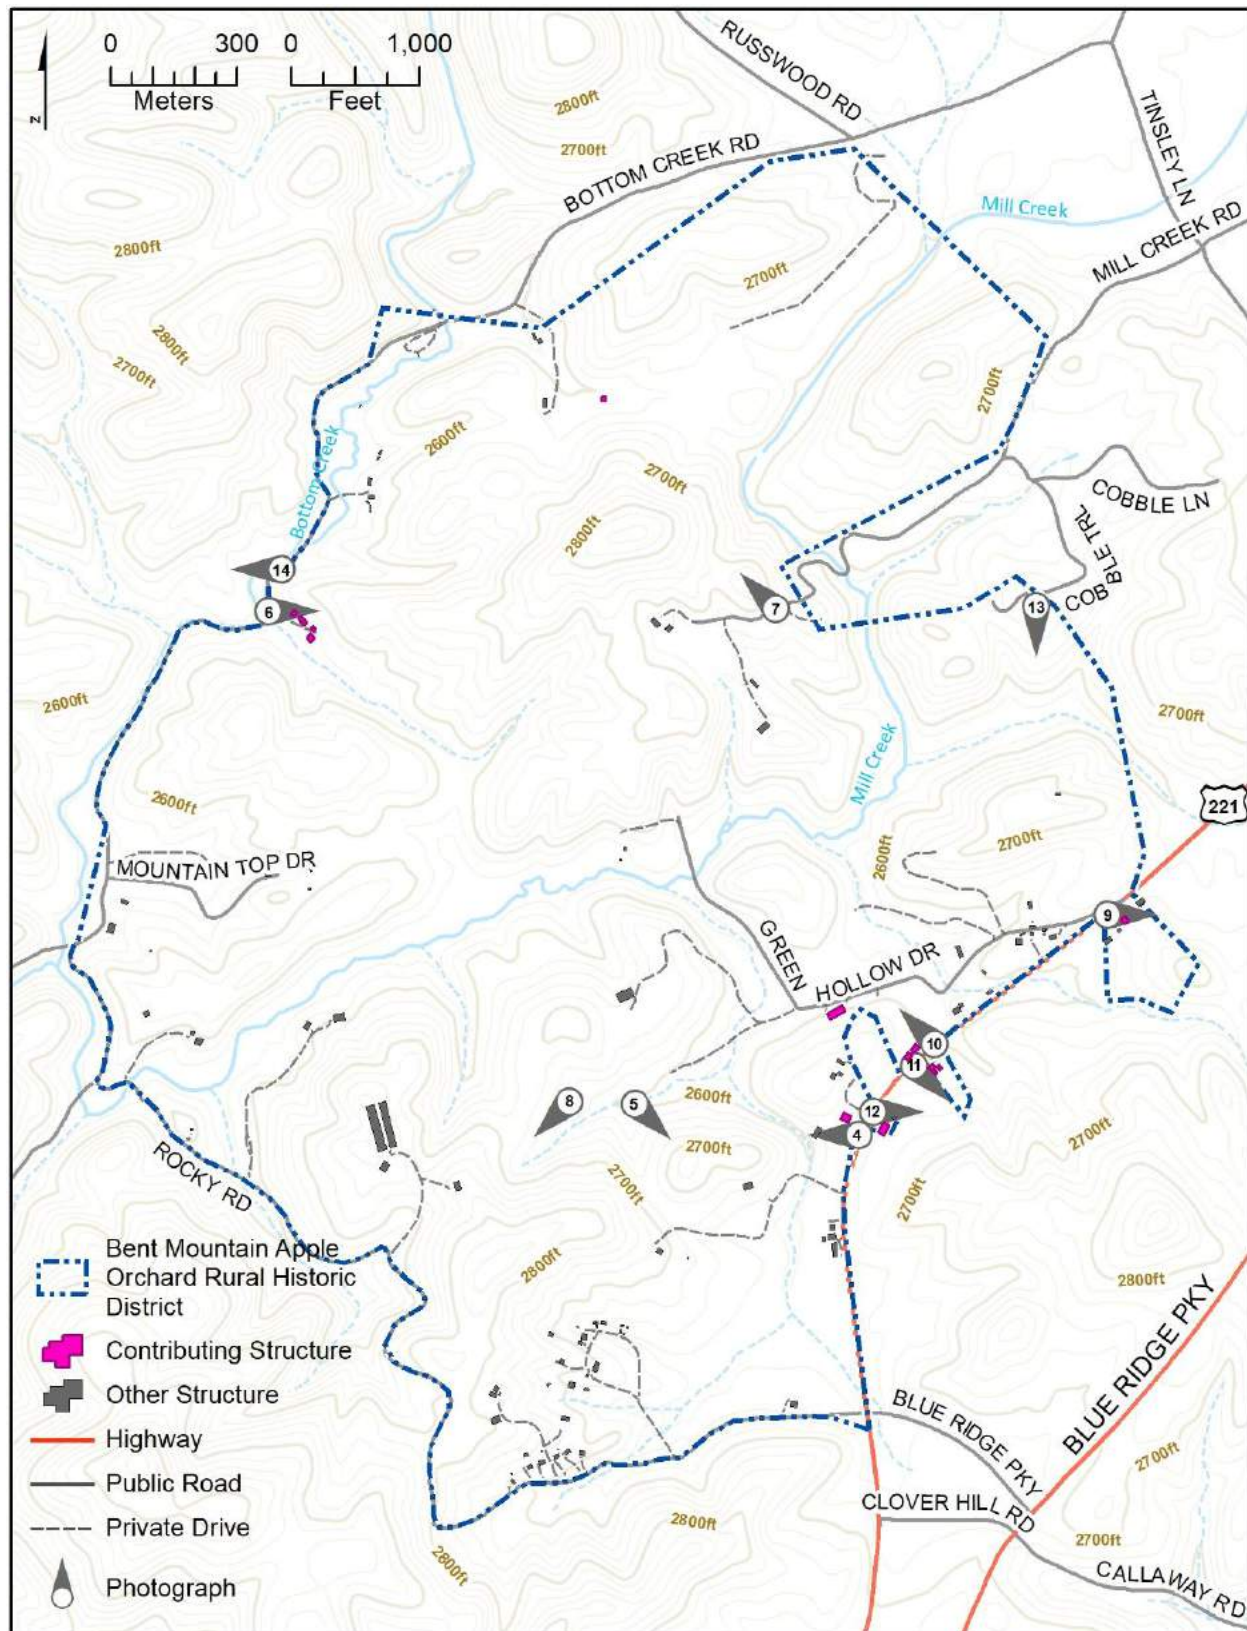 0 300 0 1,000
Meters Feet
z
RUSSWOOD RD
2800ft
2700ft
BOTTOM CREEK RD
TINSLEY LN
Mill Creek
MILL CREEK RD
2800ft
2700ft
2800ft
2700ft
2700ft
2600ft
Bottom Creek
2700ft
COBBLE LN
2800ft
COBBLE TRL
14
6
7
13
2600ft
2700ft
Mill Creek
2600ft
221
2700ft
2600ft
MOUNTAIN TOP DR
9
GREEN
HOLLOW DR
10
11
8
5
2600ft
12
4
2700ft
2700ft
2700ft
2700ft
ROCKY RD
2800ft
2800ft
BLUE RIDGE PKY
BLUE RIDGE PKY
2700ft
CLOVER HILL RD
2800ft
2700ft
2800ft
CALLAWAY RD
Bent Mountain Apple
Orchard Rural Historic
District
Contributing Structure
Other Structure
Highway
Public Road
Private Drive
Photograph